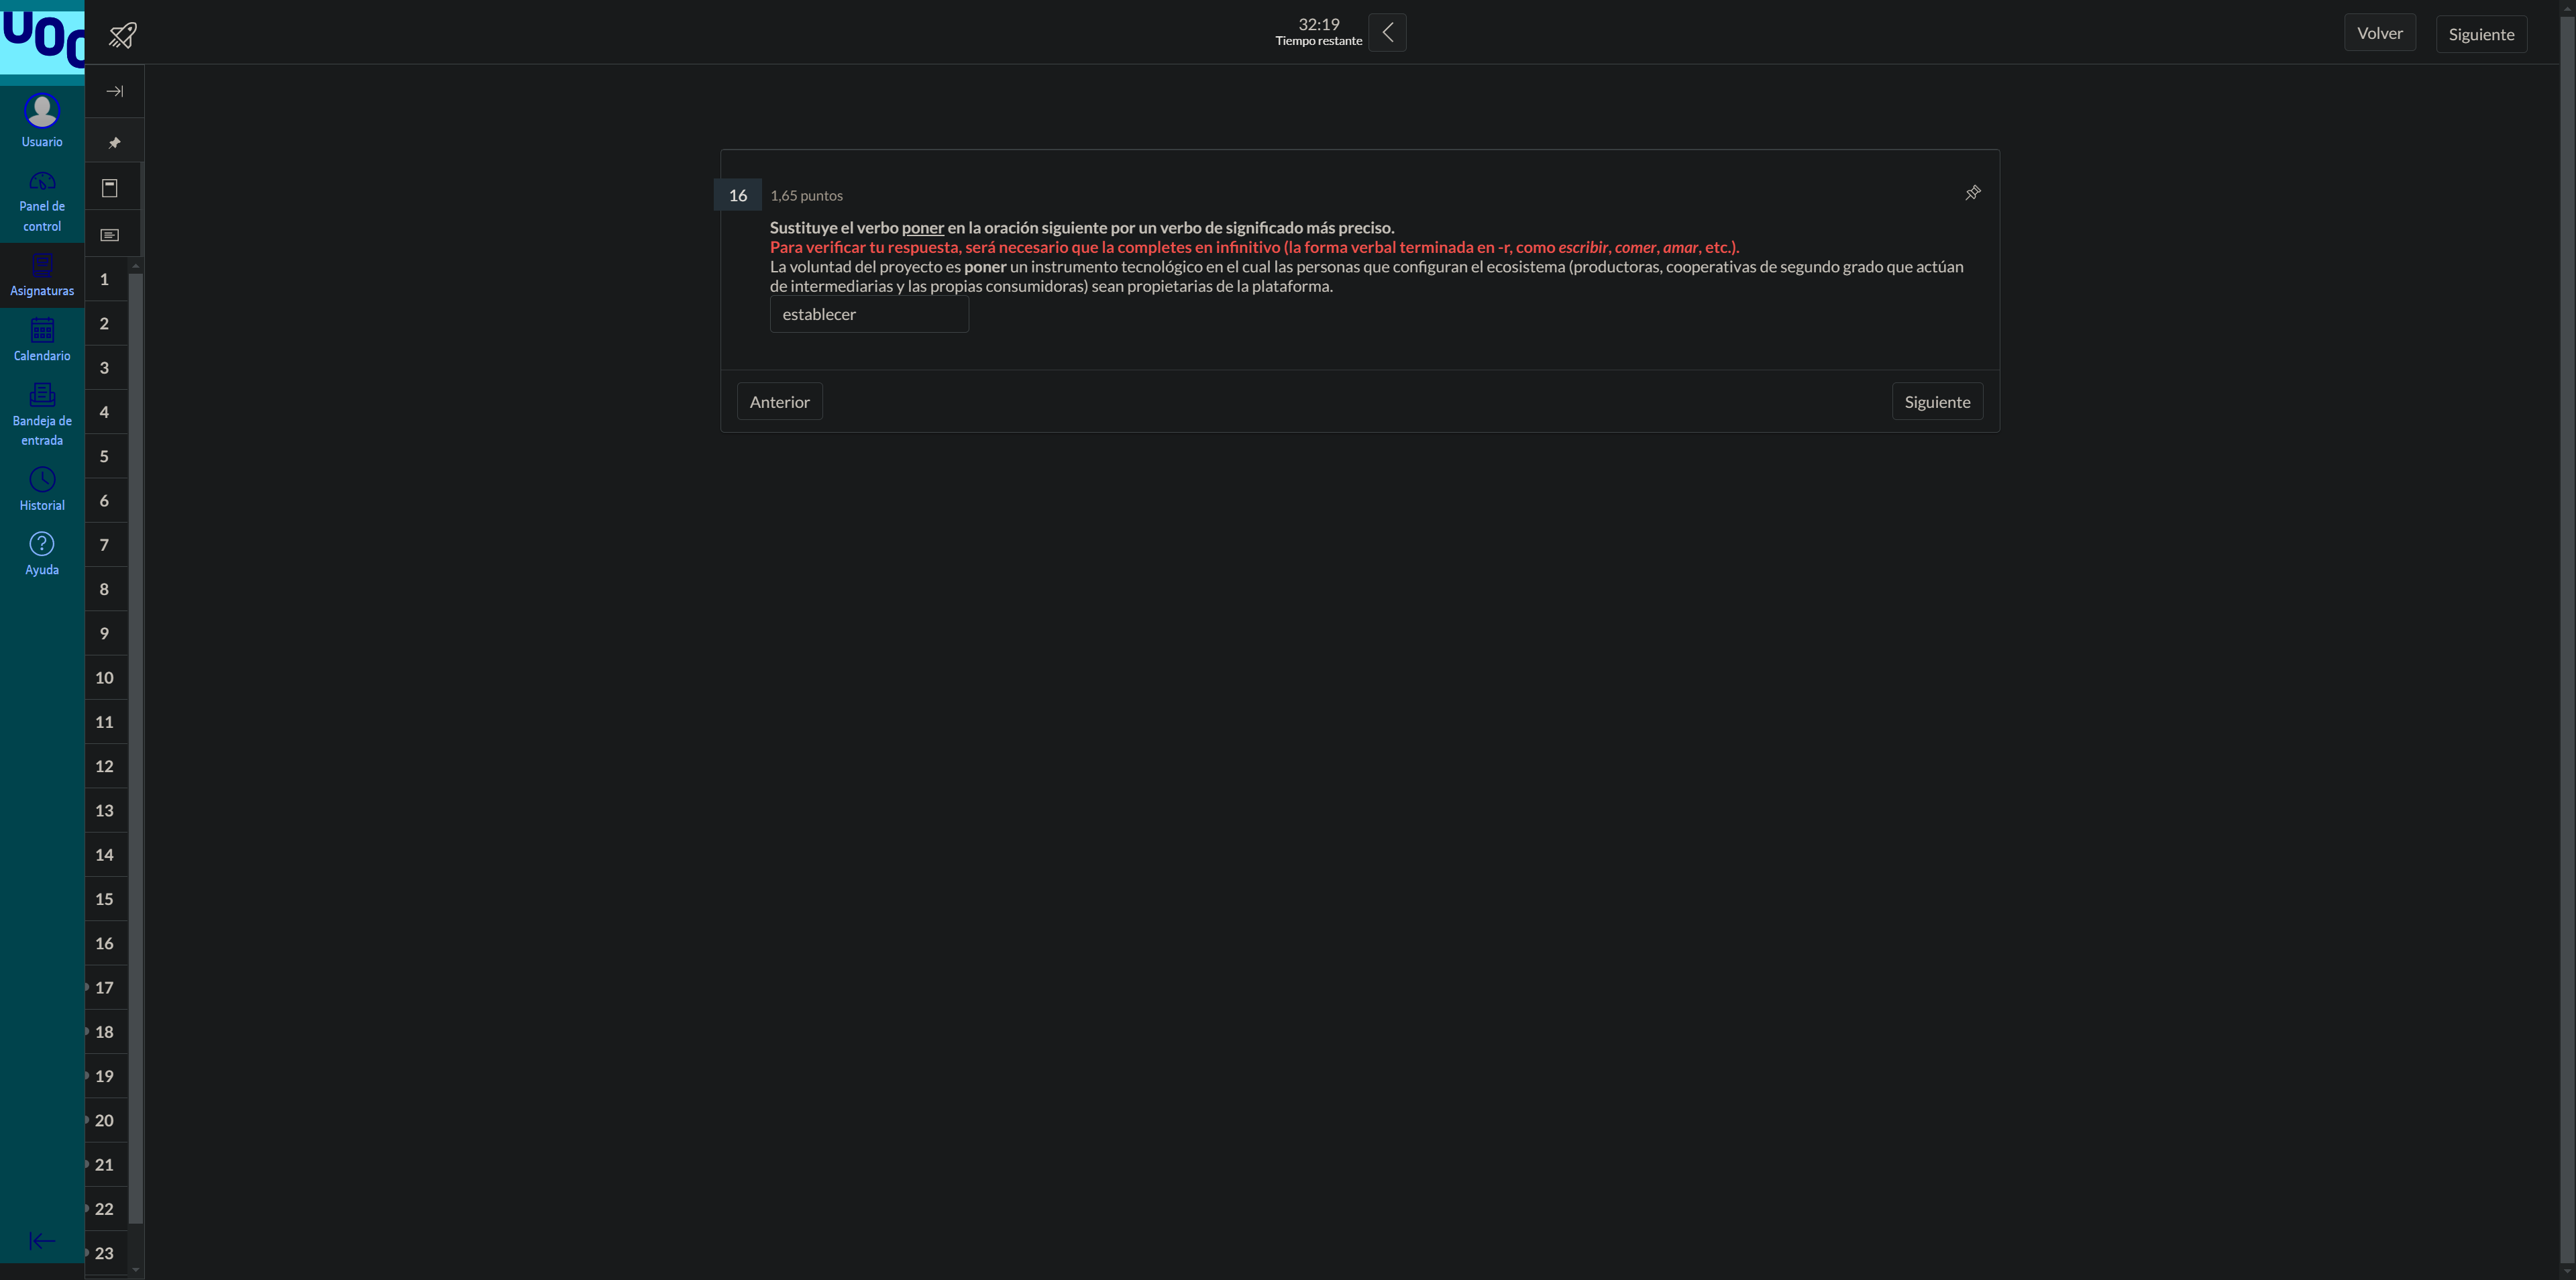 UOC
32:19
Tiempo restante
Volver
Siguiente
Usuario
Panel de
control
Asignaturas
Calendario
Bandeja de
entrada
Historial
Ayuda
1
2
3
4
5
6
7
8
9
10
11
12
13
14
15
16
17
18
19
20
21
22
23
16
1,65 puntos
Sustituye el verbo poner en la oración siguiente por un verbo de significado más preciso.
Para verificar tu respuesta, será necesario que la completes en infinitivo (la forma verbal terminada en -r, como escribir, comer, amar, etc.).
La voluntad del proyecto es poner un instrumento tecnológico en el cual las personas que configuran el ecosistema (productoras, cooperativas de segundo grado que actúan
de intermediarias y las propias consumidoras) sean propietarias de la plataforma.
establecer
Anterior
Siguiente